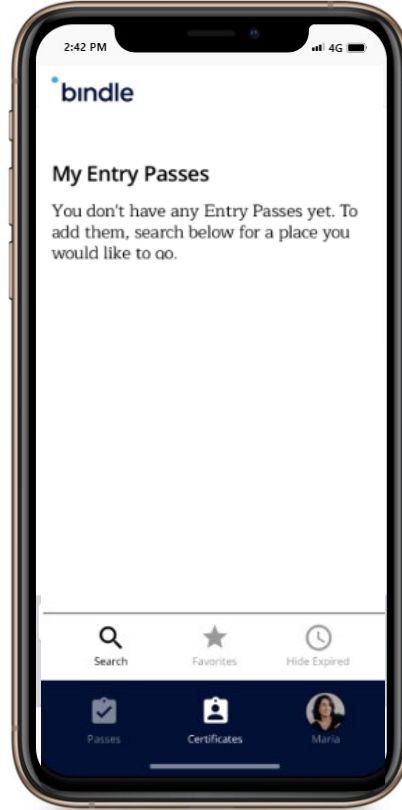 2:42 PM
4G
bindle
My Entry Passes
You don't have any Entry Passes yet. To
add them, search below for a place you
would like to go.
Search
Favorites
Hide Expired
Passes
Certificates
Maria